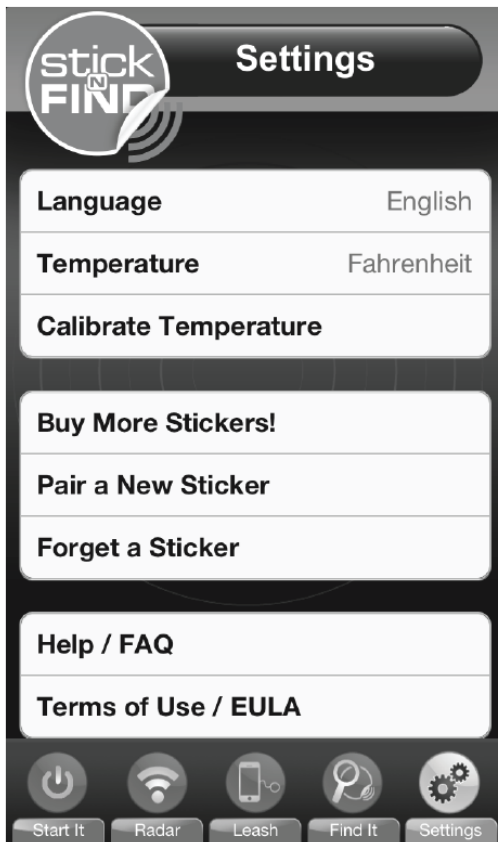 stick
N
FIND
Settings
Language English
Temperature Fahrenheit
Calibrate Temperature
Buy More Stickers!
Pair a New Sticker
Forget a Sticker
Help / FAQ
Terms of Use / EULA
Start It Radar Leash Find It Settings